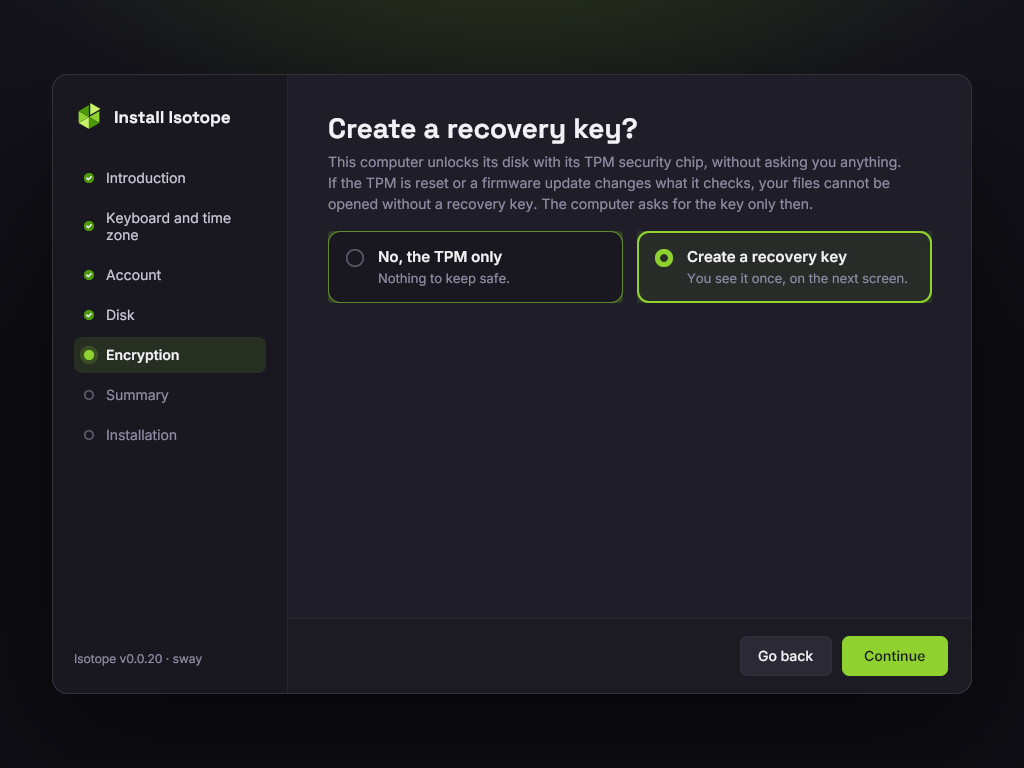 Install Isotope
Introduction
Keyboard and time
zone
Account
Disk
Encryption
Summary
Installation
Isotope v0.0.20 · sway
Create a recovery key?
This computer unlocks its disk with its TPM security chip, without asking you anything.
If the TPM is reset or a firmware update changes what it checks, your files cannot be
opened without a recovery key. The computer asks for the key only then.
No, the TPM only
Nothing to keep safe.
Create a recovery key
You see it once, on the next screen.
Go back
Continue